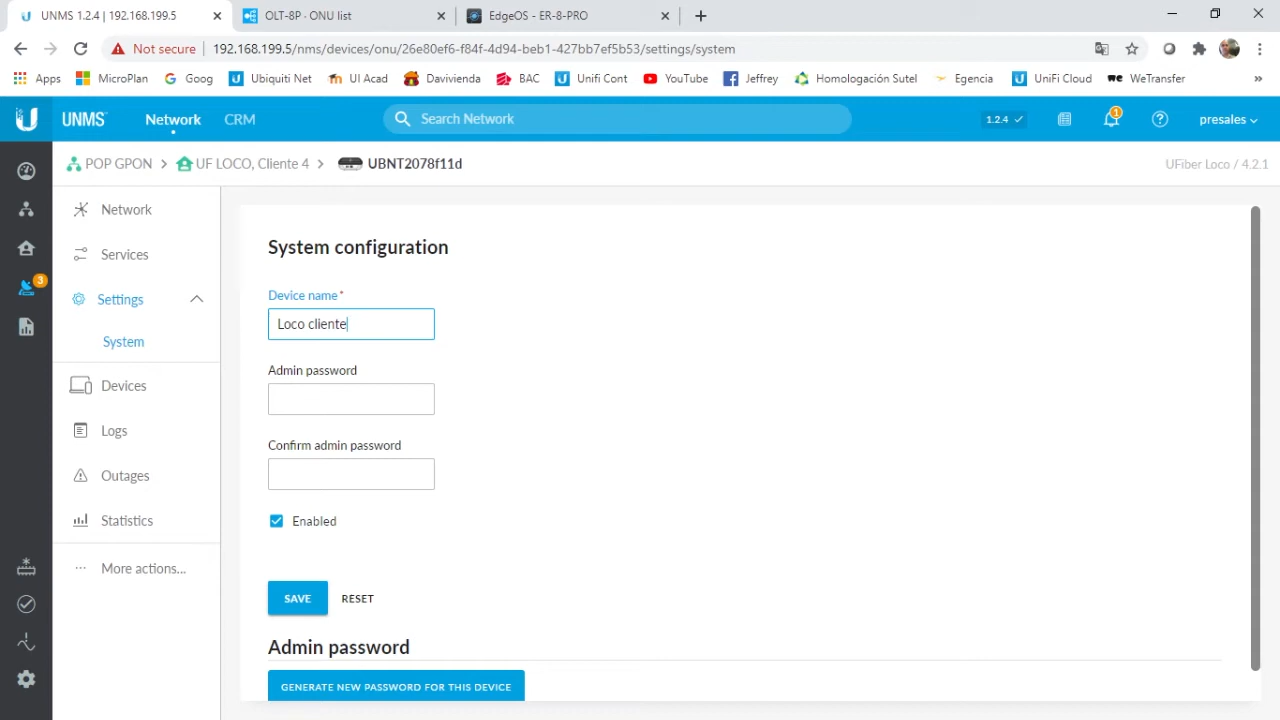 UNMS 1.2.4 | 192.168.199.5
OLT-8P · ONU list
EdgeOS - ER-8-PRO
Not secure
192.168.199.5/nms/devices/onu/26e80ef6-f84f-4d94-beb1-427bb7ef5b53/settings/system
Apps
MicroPlan
Goog
Ubiquiti Net
UI Acad
Davivienda
BAC
Unifi Cont
YouTube
Jeffrey
Homologación Sutel
Egencia
UniFi Cloud
WeTransfer
»
UNMS
Network
CRM
Search Network
1.2.4
1
presales
POP GPON
UF LOCO, Cliente 4
UBNT2078f11d
UFiber Loco / 4.2.1
3
Network
Services
Settings
System
Devices
Logs
Outages
Statistics
More actions...
System configuration
Device name*
Loco cliente
Admin password
Confirm admin password
Enabled
SAVE
RESET
Admin password
GENERATE NEW PASSWORD FOR THIS DEVICE